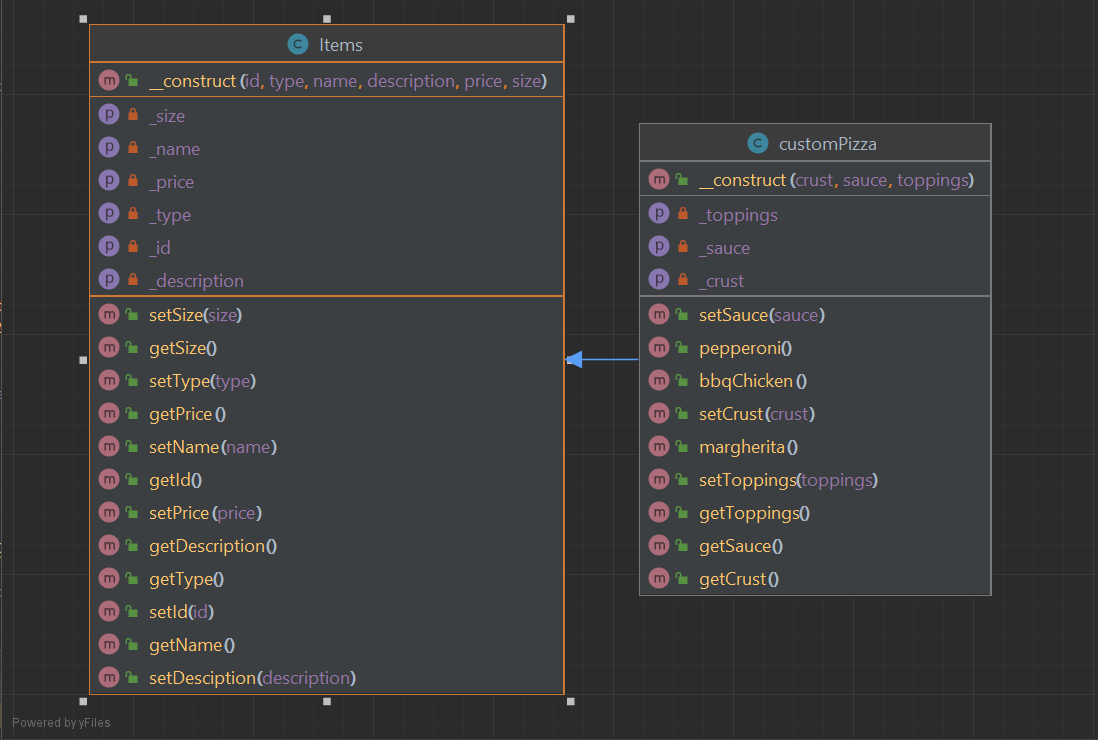 Items
__construct(id, type, name, description, price, size)
_size
_name
_price
_type
_id
_description
setSize(size)
getSize()
setType(type)
getPrice()
setName(name)
getId()
setPrice(price)
getDescription()
getType()
setId(id)
getName()
setDesciption(description)
customPizza
__construct(crust, sauce, toppings)
_toppings
_sauce
_crust
setSauce(sauce)
pepperoni()
bbqChicken()
setCrust(crust)
margherita()
setToppings(toppings)
getToppings()
getSauce()
getCrust()
Powered by yFiles